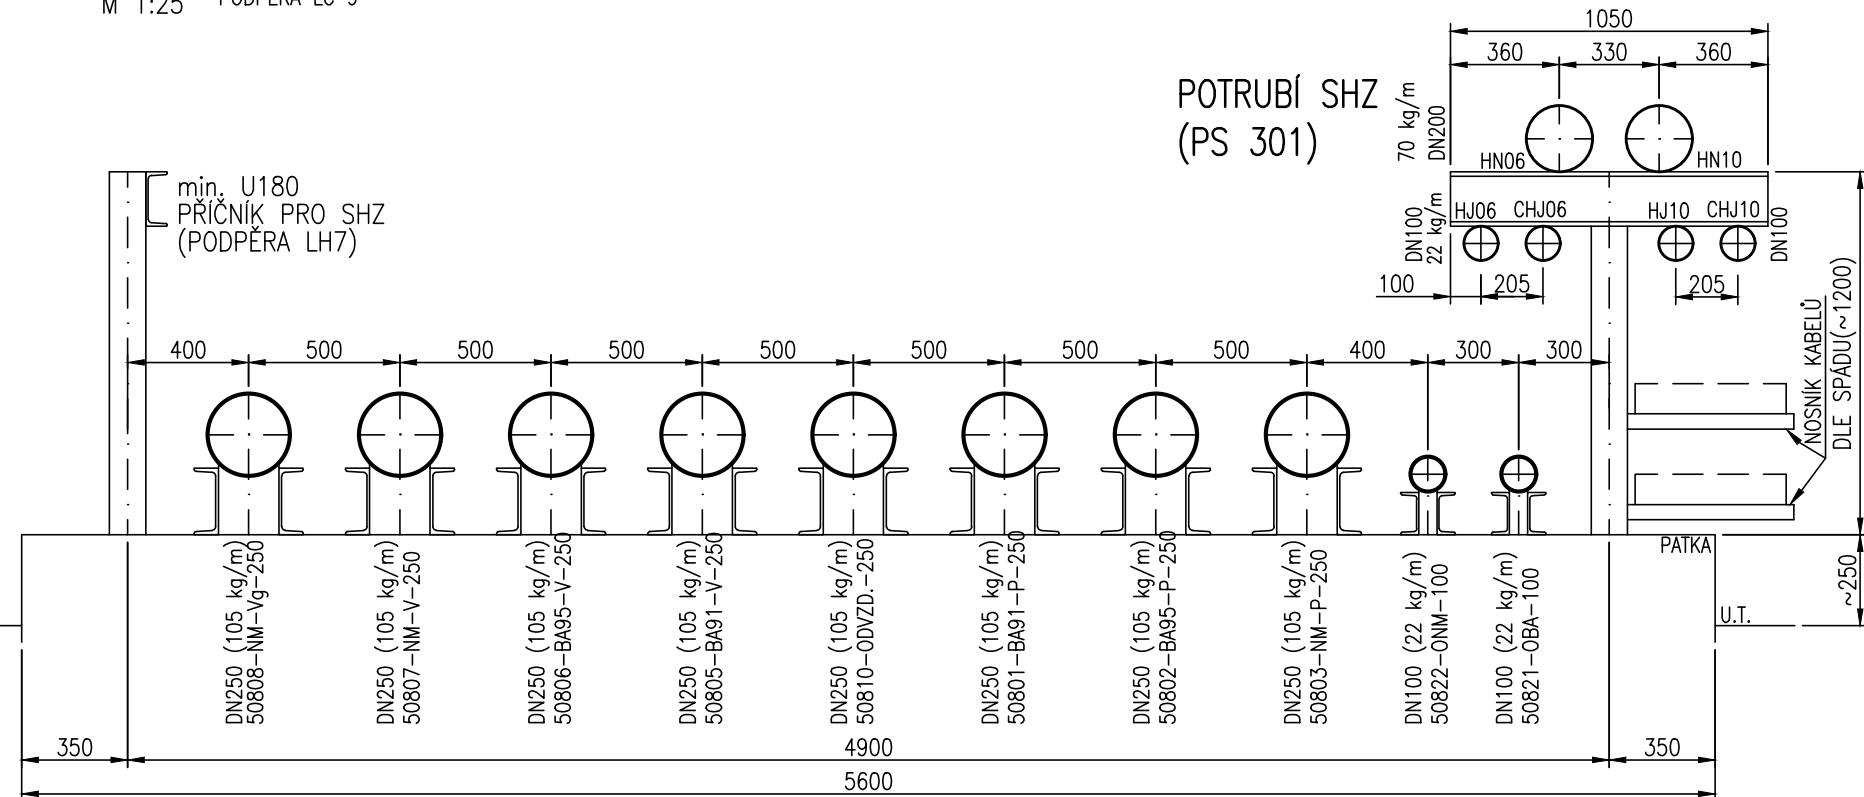 M 1:25
1050
360 330 360
POTRUBÍ SHZ
(PS 301)
70 kg/m
DN200
HN06 HN10
min. U180
PŘÍČNÍK PRO SHZ
(PODPĚRA LH7)
DN100
22 kg/m
HJ06 CHJ06 HJ10 CHJ10
DN100
100 205 205
NOSNÍK KABELŮ
DLE SPÁDU(~1200)
400 500 500 500 500 500 500 500 400 300 300
PATKA
~250
U.T.
DN250 (105 kg/m)
50808-NM-Vg-250
DN250 (105 kg/m)
50807-NM-V-250
DN250 (105 kg/m)
50806-BA95-V-250
DN250 (105 kg/m)
50805-BA91-V-250
DN250 (105 kg/m)
50810-ODVZD.-250
DN250 (105 kg/m)
50801-BA91-P-250
DN250 (105 kg/m)
50802-BA95-P-250
DN250 (105 kg/m)
50803-NM-P-250
DN100 (22 kg/m)
50822-ONM-100
DN100 (22 kg/m)
50821-OBA-100
350 4900 350
5600